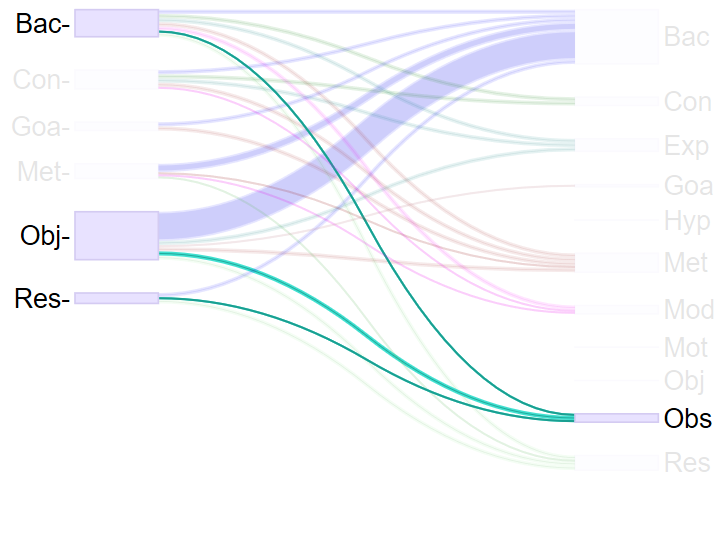 Bac-
Con-
Goa-
Met-
Obj-
Res-
Bac
Con
Exp
Goa
Hyp
Met
Mod
Mot
Obj
Obs
Res